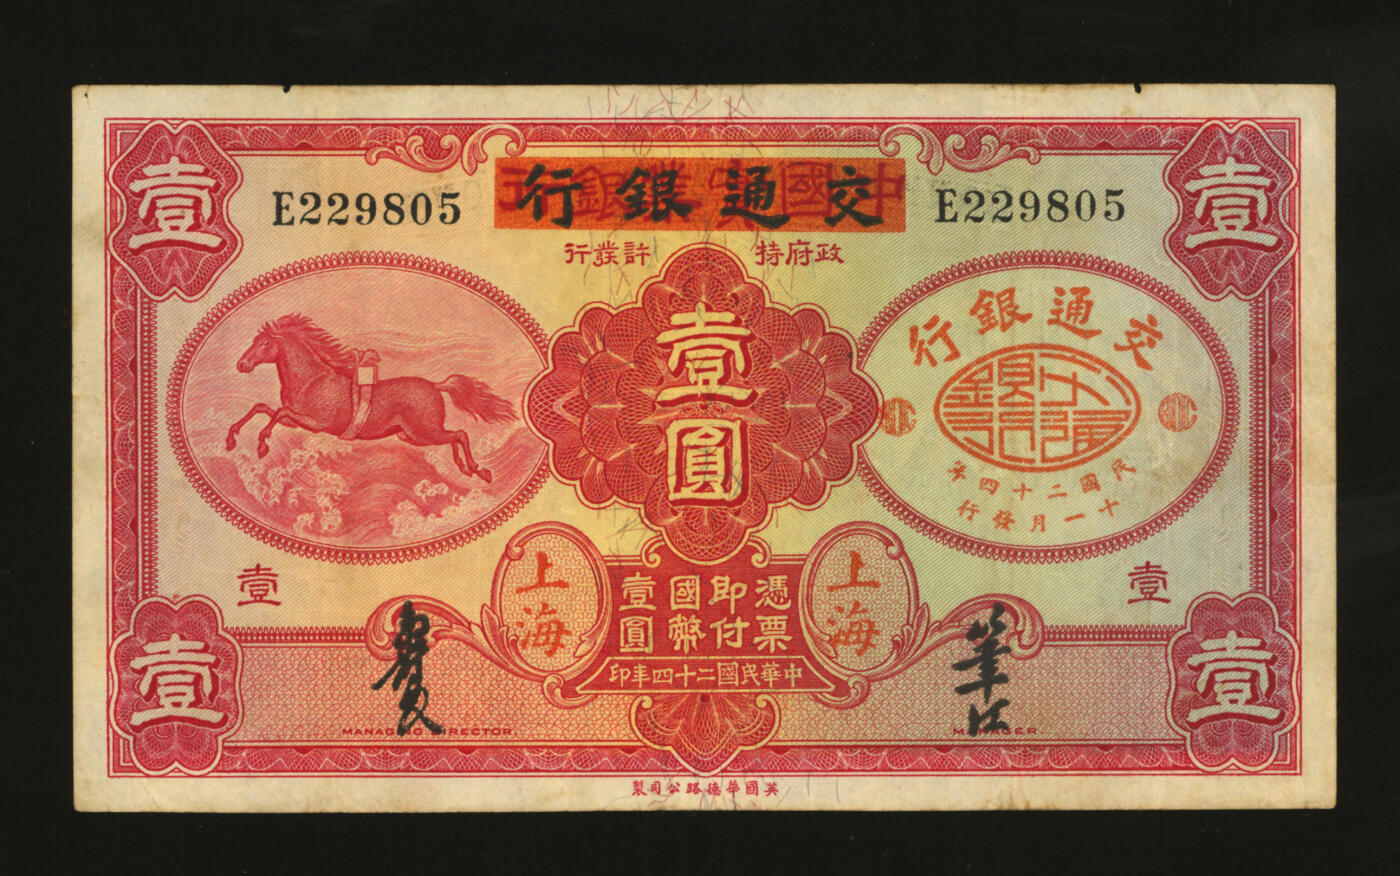 壹
壹
交通銀行
E229805
E229805
政府特許發行
交通銀行
壹圓
民國二十四年
十一月發行
壹
壹
上海
上海
憑票
即付
國幣
壹圓
中華民國二十四年印
壹
壹
MANAGING DIRECTOR.
MANAGER.
英國華德路公司製